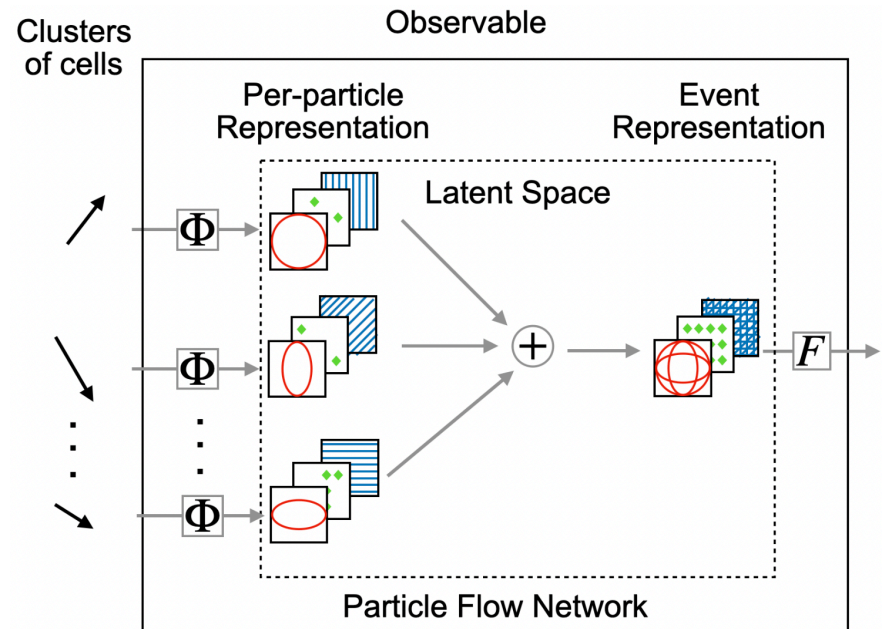 Observable
Clusters
of cells
Per-particle
Representation
Event
Representation
Latent Space
Φ
Φ
+
F
Φ
Particle Flow Network